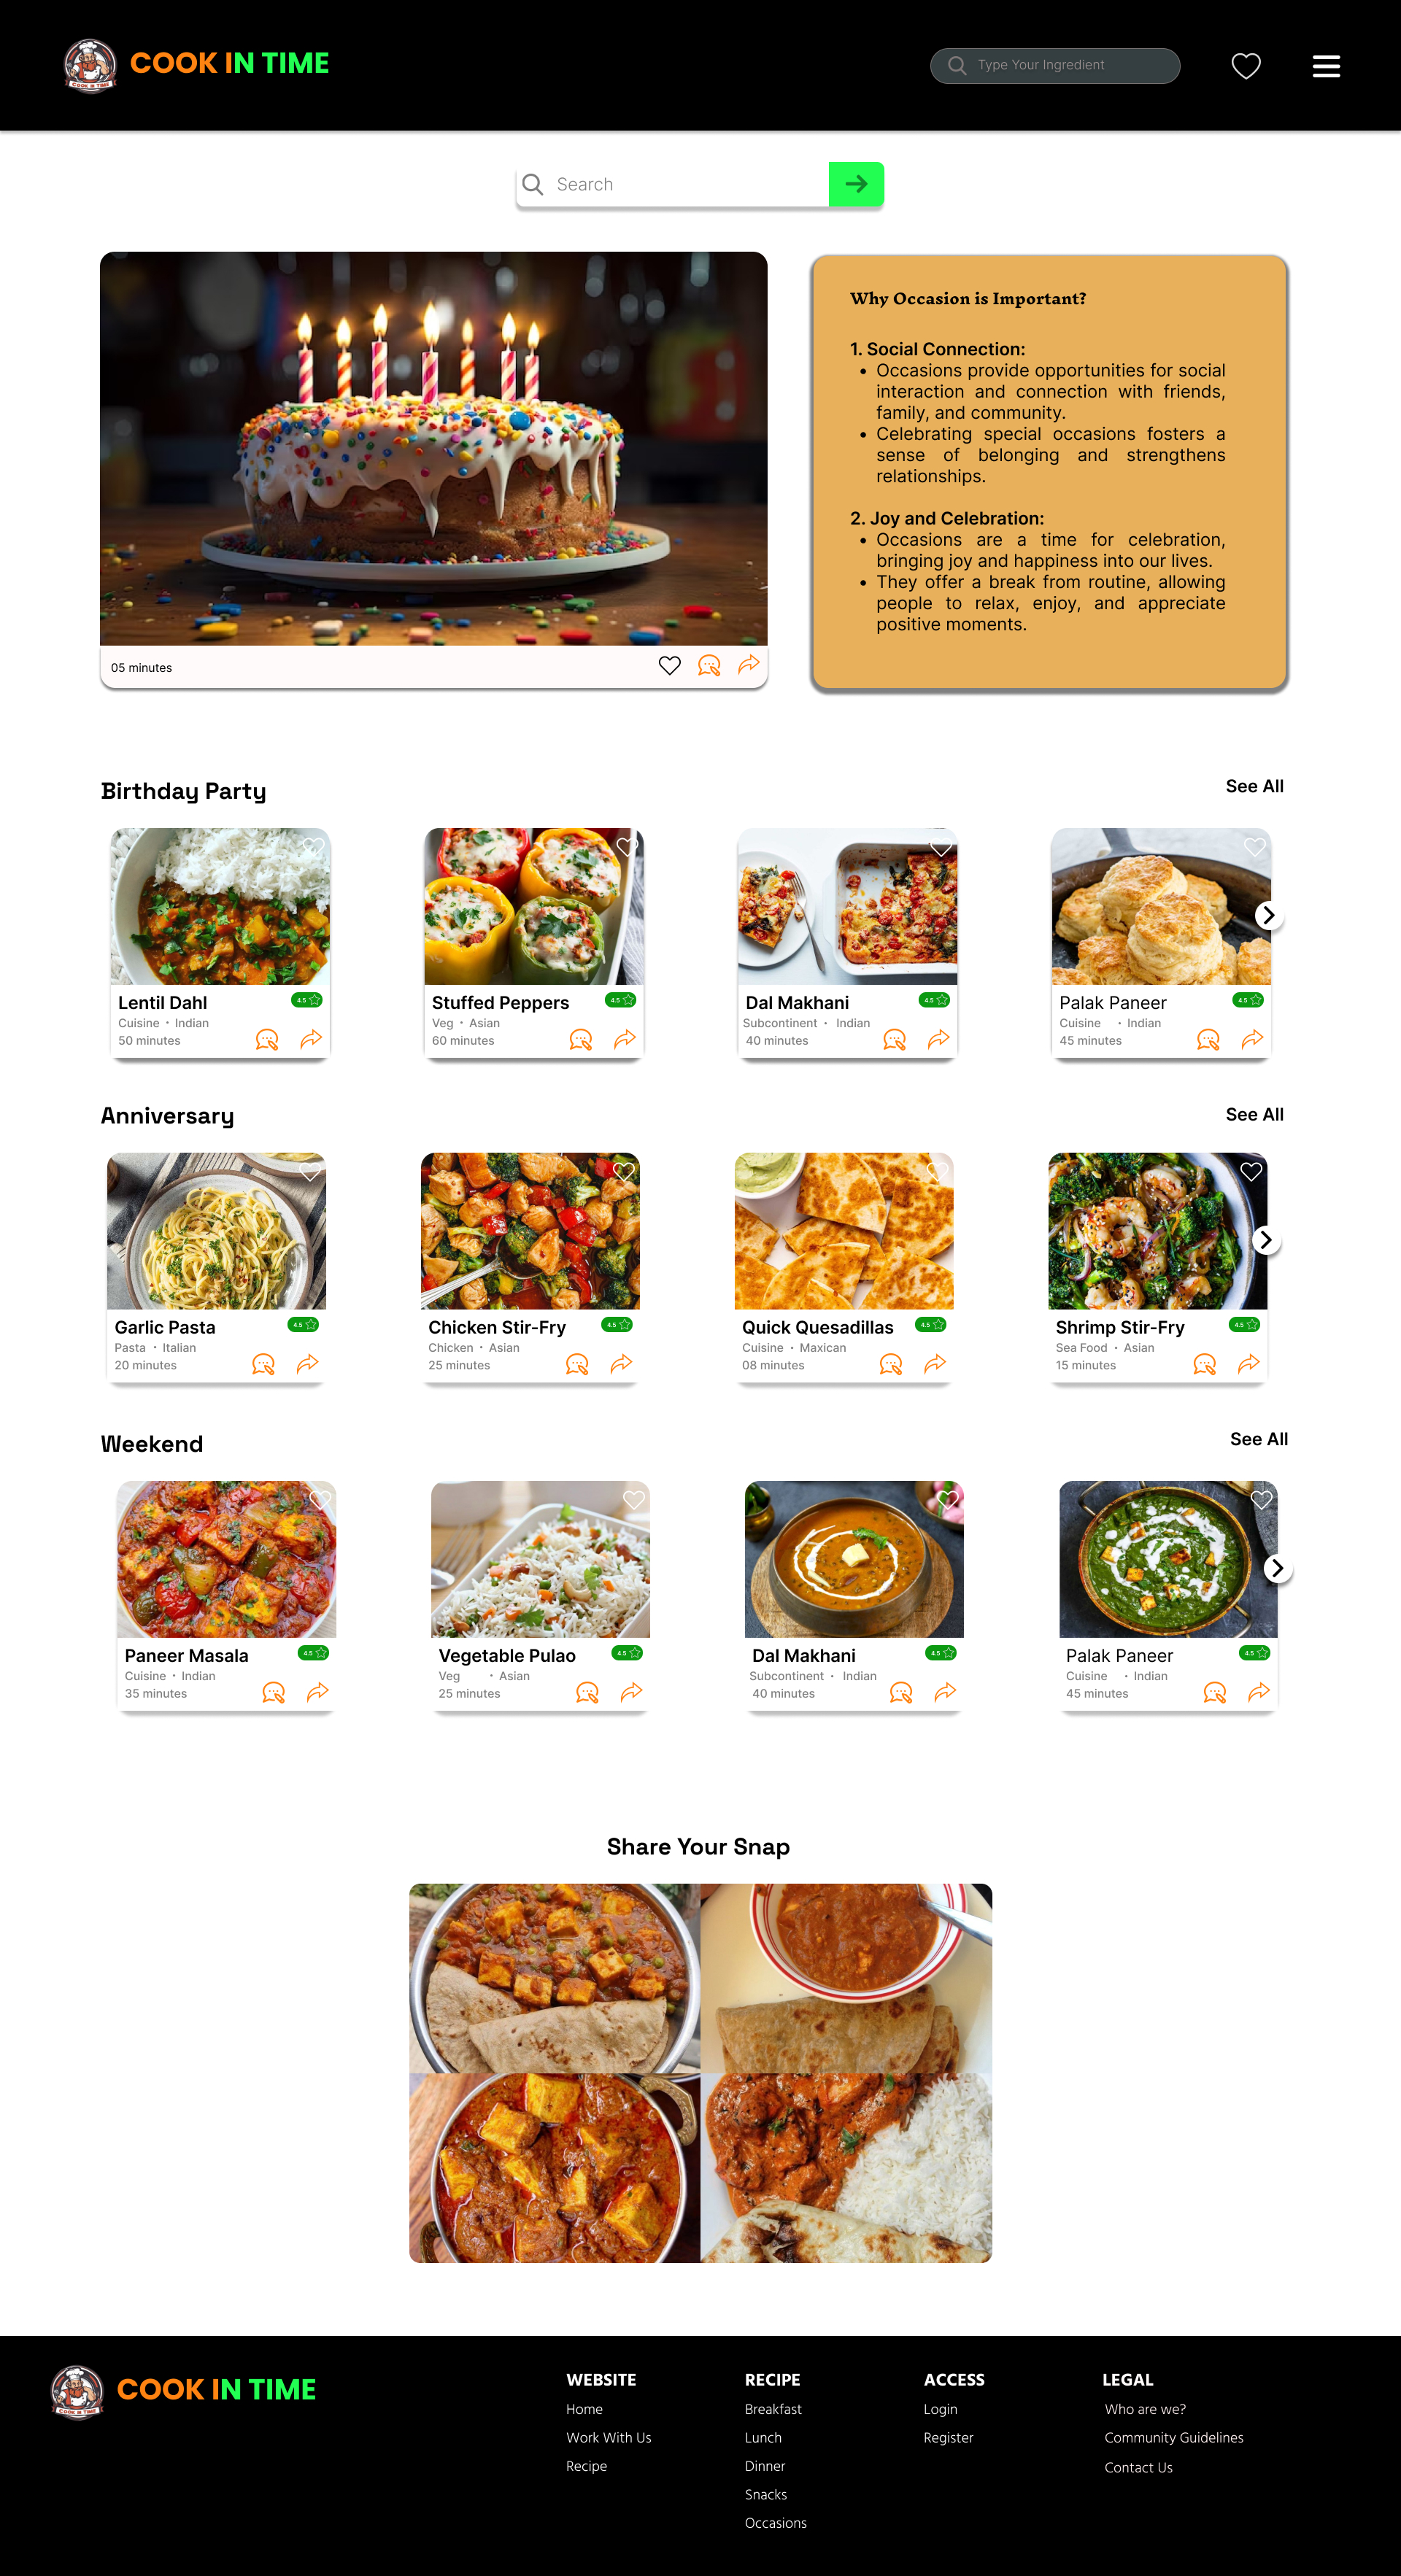 COOK IN TIME
COOK IN TIME
Type Your Ingredient
Search
Why Occasion is Important?
1. Social Connection:
• Occasions provide opportunities for social
interaction and connection with friends,
family, and community.
• Celebrating special occasions fosters a
sense of belonging and strengthens
relationships.
2. Joy and Celebration:
• Occasions are a time for celebration,
bringing joy and happiness into our lives.
• They offer a break from routine, allowing
people to relax, enjoy, and appreciate
positive moments.
05 minutes
Birthday Party
See All
Lentil Dahl
4.5
Cuisine • Indian
50 minutes
Stuffed Peppers
4.5
Veg • Asian
60 minutes
Dal Makhani
4.5
Subcontinent • Indian
40 minutes
Palak Paneer
4.5
Cuisine • Indian
45 minutes
Anniversary
See All
Garlic Pasta
4.5
Pasta • Italian
20 minutes
Chicken Stir-Fry
4.5
Chicken • Asian
25 minutes
Quick Quesadillas
4.5
Cuisine • Maxican
08 minutes
Shrimp Stir-Fry
4.5
Sea Food • Asian
15 minutes
Weekend
See All
Paneer Masala
4.5
Cuisine • Indian
35 minutes
Vegetable Pulao
4.5
Veg • Asian
25 minutes
Dal Makhani
4.5
Subcontinent • Indian
40 minutes
Palak Paneer
4.5
Cuisine • Indian
45 minutes
Share Your Snap
COOK IN TIME
COOK IN TIME
WEBSITE
Home
Work With Us
Recipe
RECIPE
Breakfast
Lunch
Dinner
Snacks
Occasions
ACCESS
Login
Register
LEGAL
Who are we?
Community Guidelines
Contact Us